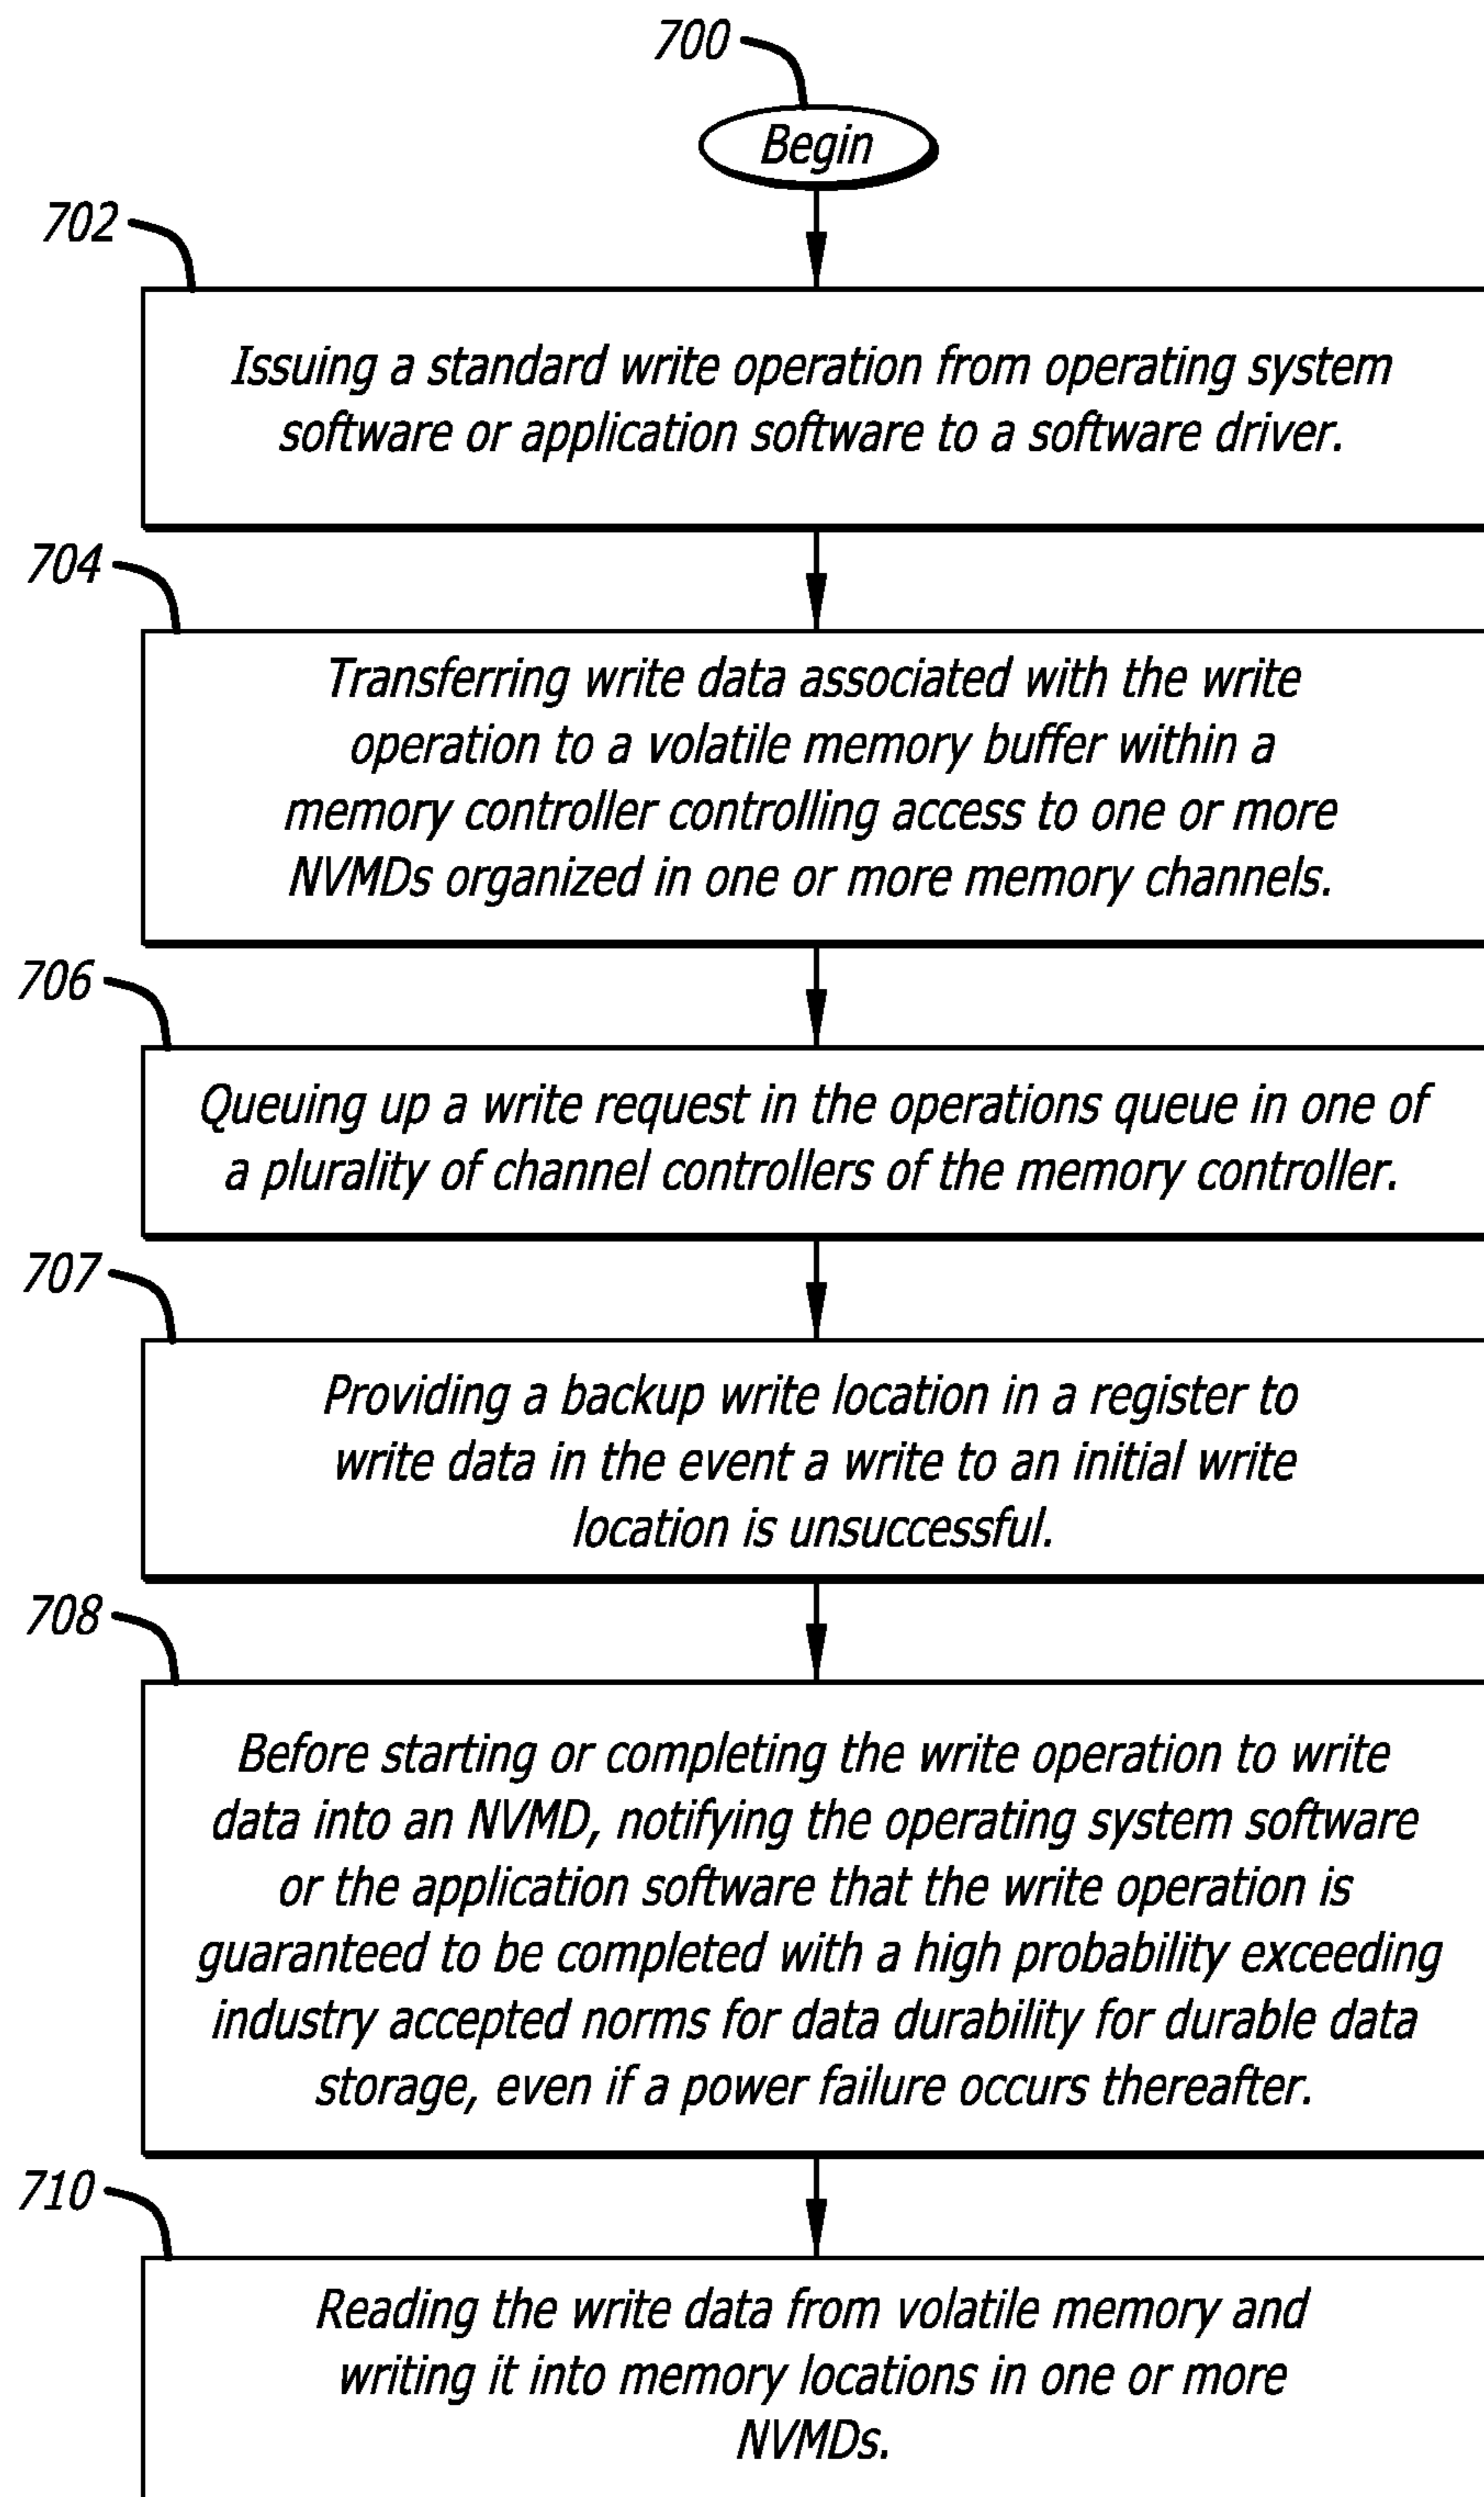 700
Begin
702
Issuing a standard write operation from operating system
software or application software to a software driver.
704
Transferring write data associated with the write
operation to a volatile memory buffer within a
memory controller controlling access to one or more
NVMDs organized in one or more memory channels.
706
Queuing up a write request in the operations queue in one of
a plurality of channel controllers of the memory controller.
707
Providing a backup write location in a register to
write data in the event a write to an initial write
location is unsuccessful.
708
Before starting or completing the write operation to write
data into an NVMD, notifying the operating system software
or the application software that the write operation is
guaranteed to be completed with a high probability exceeding
industry accepted norms for data durability for durable data
storage, even if a power failure occurs thereafter.
710
Reading the write data from volatile memory and
writing it into memory locations in one or more
NVMDs.